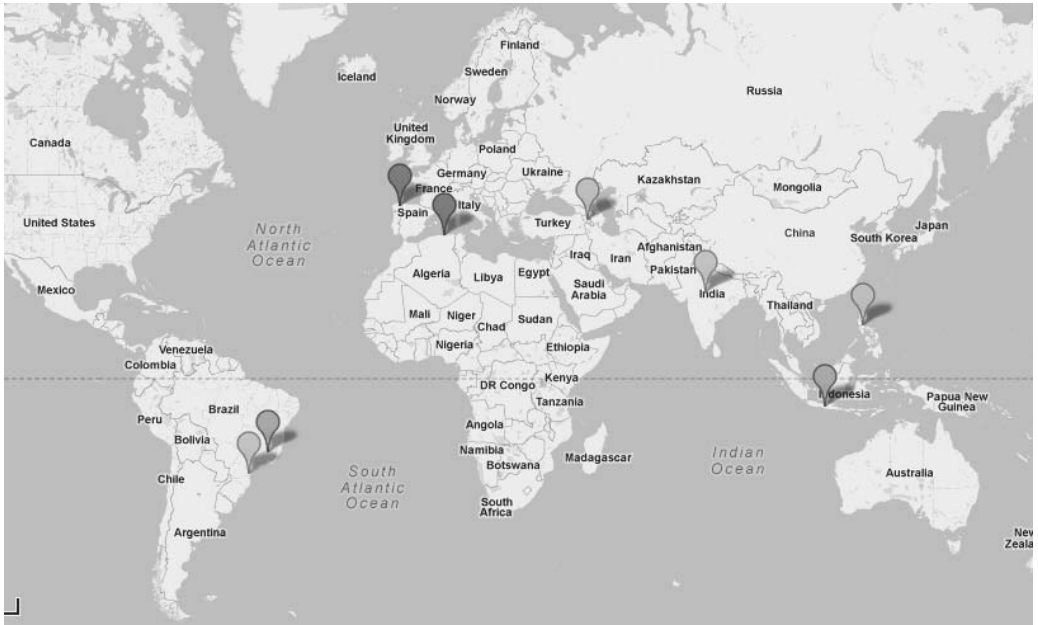 Finland
Sweden
Iceland
Russia
Norway
United
Kingdom
Canada
Poland
Germany
Ukraine
Kazakhstan
France
Mongolia
Italy
Spain
United States
Turkey
Japan
China
South Korea
North
Atlantic
Ocean
Afghanistan
Iraq
Iran
Pakistan
Algeria
Libya
Egypt
Saudi
Arabia
India
Mexico
Thailand
Mali
Niger
Chad
Sudan
Nigeria
Ethiopia
Venezuela
Colombia
Kenya
DR Congo
Tanzania
Indonesia
Papua New
Guinea
Brazil
Peru
Angola
Bolivia
Namibia
Botswana
Madagascar
Indian
Ocean
Australia
Chile
South
Atlantic
Ocean
South
Africa
Argentina
New
Zeala